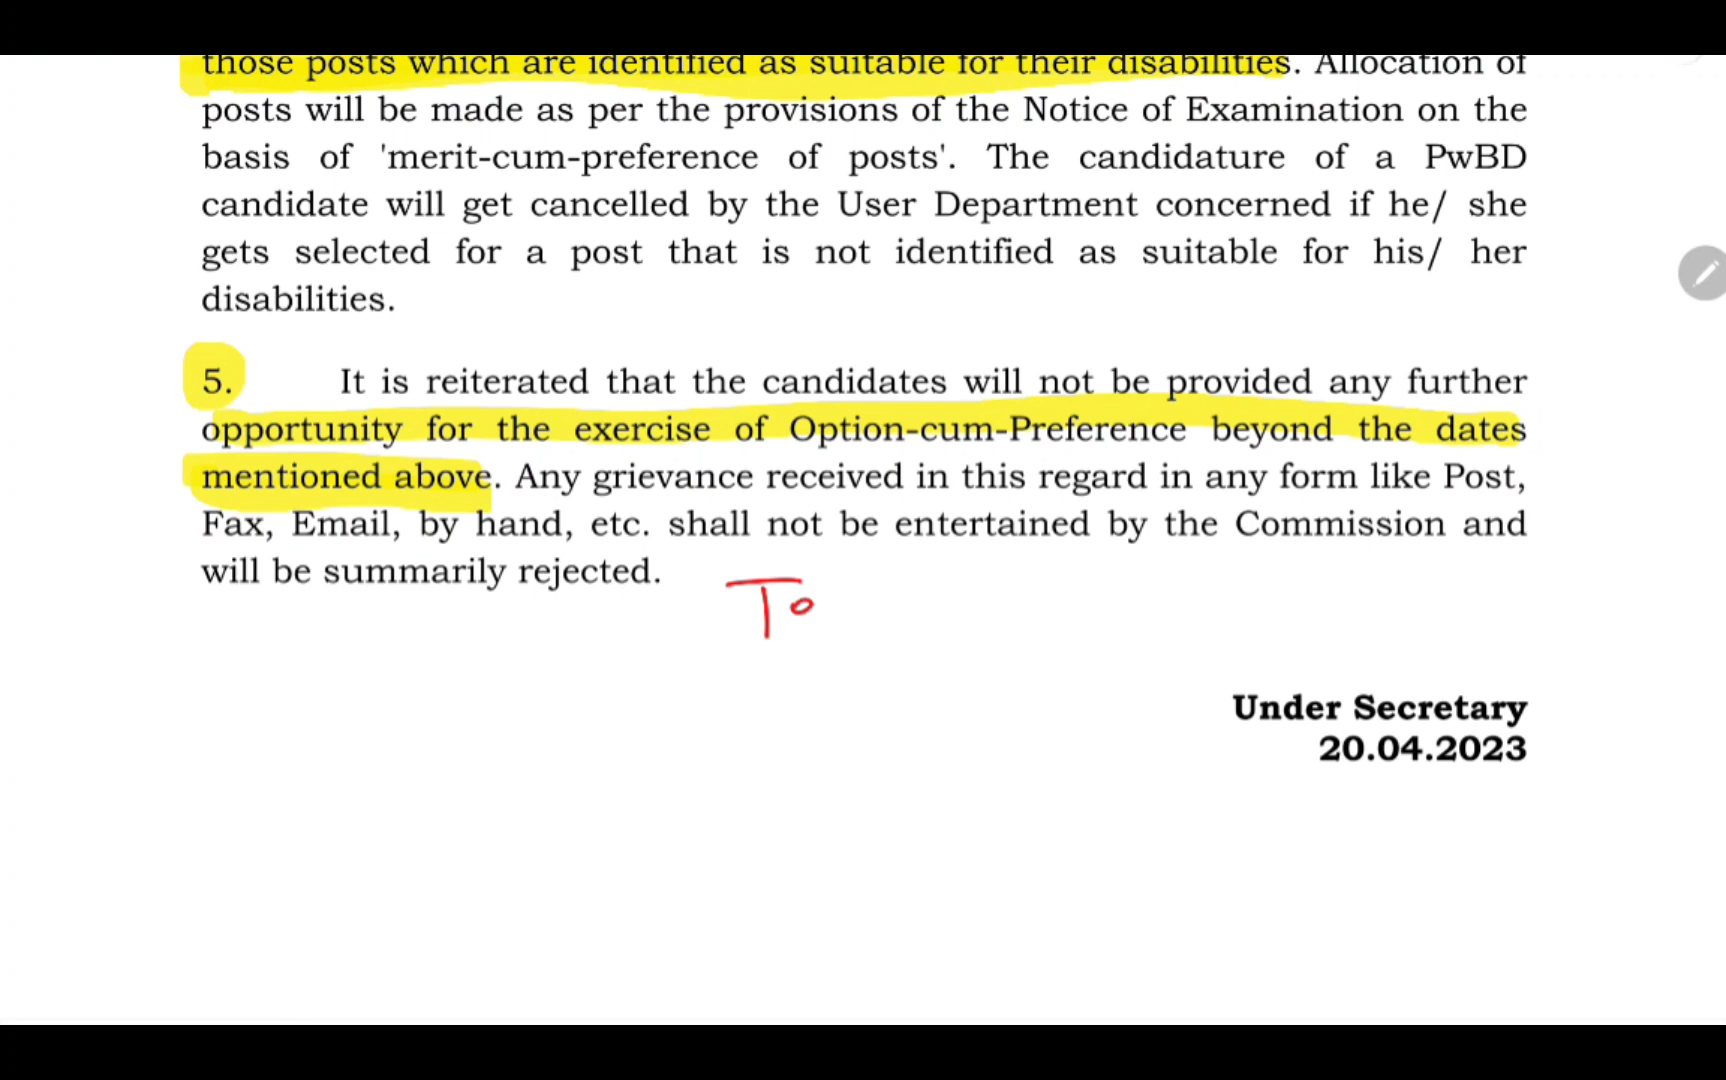 those posts which are identified as suitable for their disabilities. Allocation of
posts will be made as per the provisions of the Notice of Examination on the
basis of 'merit-cum-preference of posts'. The candidature of a PwBD
candidate will get cancelled by the User Department concerned if he/ she
gets selected for a post that is not identified as suitable for his/ her
disabilities.
5. It is reiterated that the candidates will not be provided any further
opportunity for the exercise of Option-cum-Preference beyond the dates
mentioned above. Any grievance received in this regard in any form like Post,
Fax, Email, by hand, etc. shall not be entertained by the Commission and
will be summarily rejected.
To
Under Secretary
20.04.2023